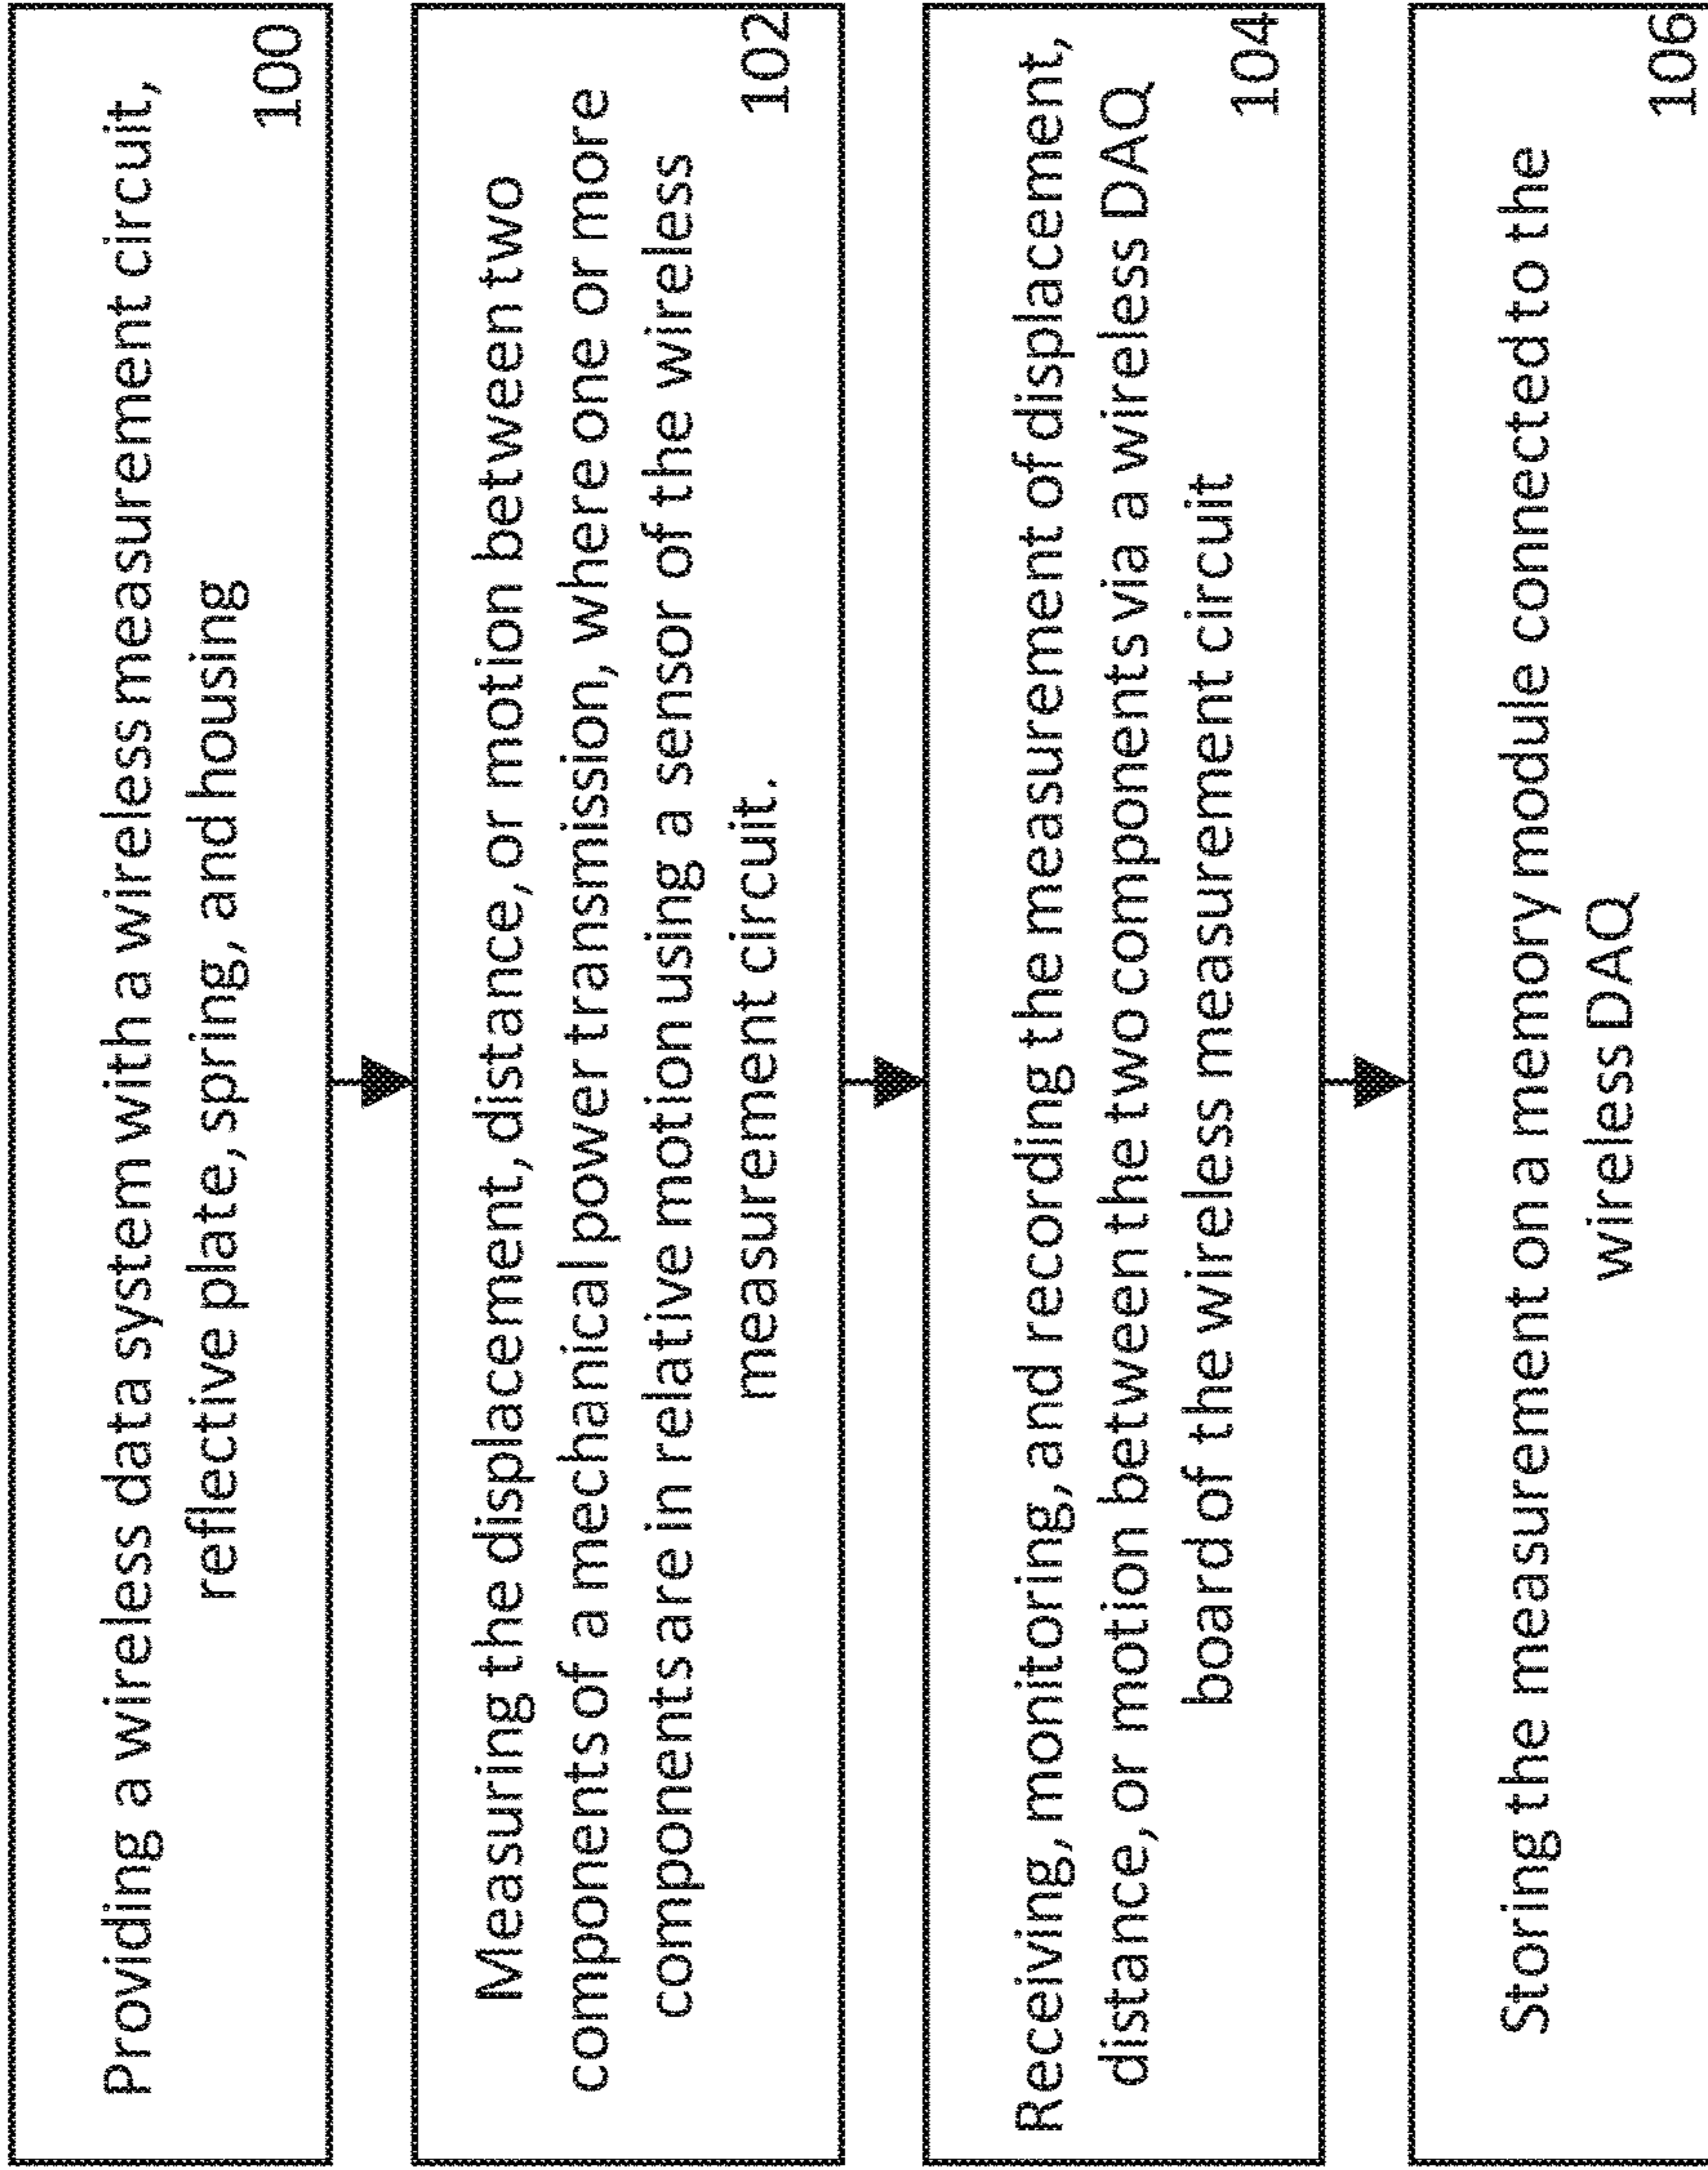 Providing a wireless data system with a wireless measurement circuit,
reflective plate, spring, and housing
100
Measuring the displacement, distance, or motion between two
components of a mechanical power transmission, where one or more
components are in relative motion using a sensor of the wireless
measurement circuit.
102
Receiving, monitoring, and recording the measurement of displacement,
distance, or motion between the two components via a wireless DAQ
board of the wireless measurement circuit
104
Storing the measurement on a memory module connected to the
wireless DAQ
106